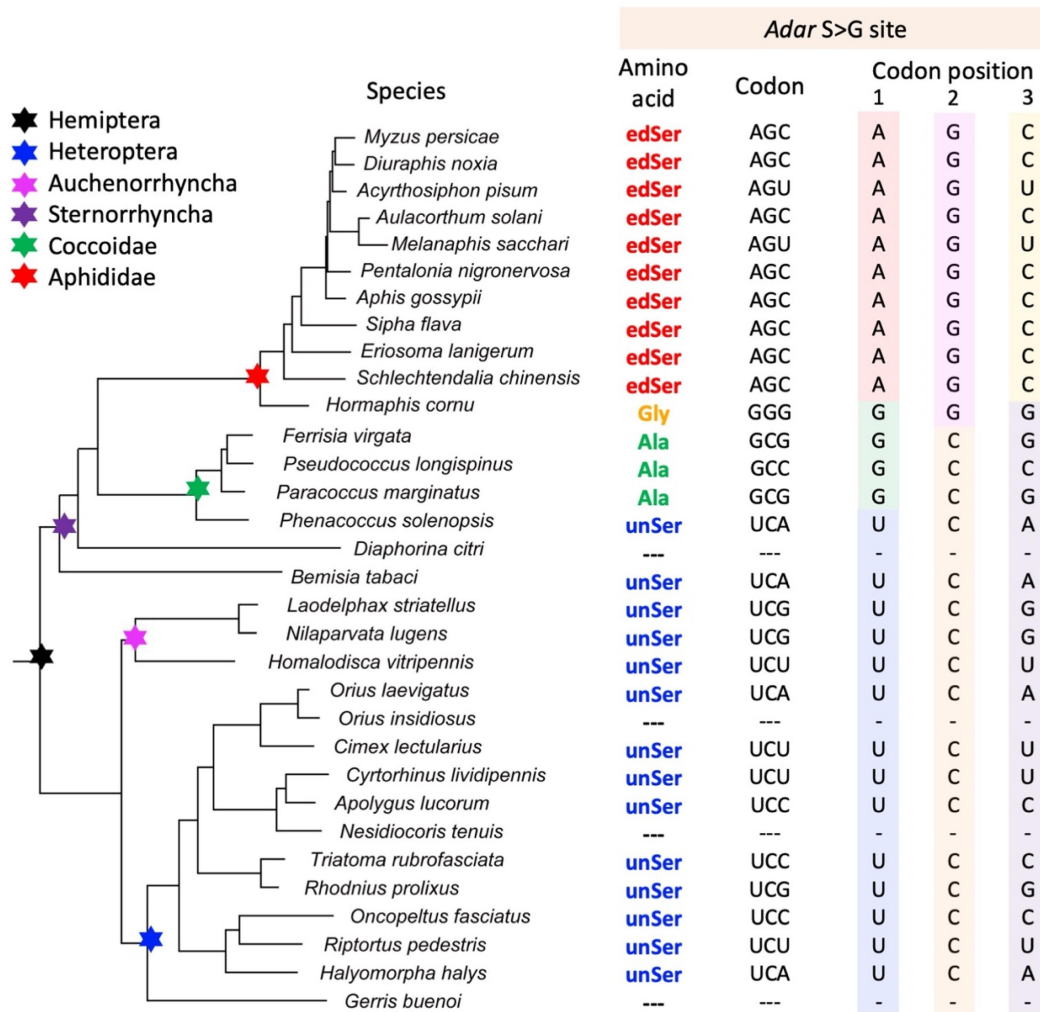 Adar S>G site
Species Amino acid Codon Codon position
1 2 3
Hemiptera
Heteroptera
Auchenorrhyncha
Sternorrhyncha
Coccoidae
Aphididae
Myzus persicae edSer AGC A G C
Diuraphis noxia edSer AGC A G C
Acyrthosiphon pisum edSer AGU A G U
Aulacorthum solani edSer AGC A G C
Melanaphis sacchari edSer AGU A G U
Pentalonia nigronervosa edSer AGC A G C
Aphis gossypii edSer AGC A G C
Sipha flava edSer AGC A G C
Eriosoma lanigerum edSer AGC A G C
Schlechtendalia chinensis edSer AGC A G C
Hormaphis cornu Gly GGG G G G
Ferrisia virgata Ala GCG G C G
Pseudococcus longispinus Ala GCC G C C
Paracoccus marginatus Ala GCG G C G
Phenacoccus solenopsis unSer UCA U C A
Diaphorina citri --- --- - - -
Bemisia tabaci unSer UCA U C A
Laodelphax striatellus unSer UCG U C G
Nilaparvata lugens unSer UCG U C G
Homalodisca vitripennis unSer UCU U C U
Orius laevigatus unSer UCA U C A
Orius insidiosus --- --- - - -
Cimex lectularius unSer UCU U C U
Cyrtorhinus lividipennis unSer UCU U C U
Apolygus lucorum unSer UCC U C C
Nesidiocoris tenuis --- --- - - -
Triatoma rubrofasciata unSer UCC U C C
Rhodnius prolixus unSer UCG U C G
Oncopeltus fasciatus unSer UCC U C C
Riptortus pedestris unSer UCU U C U
Halyomorpha halys unSer UCA U C A
Gerris buenoi --- --- - - -